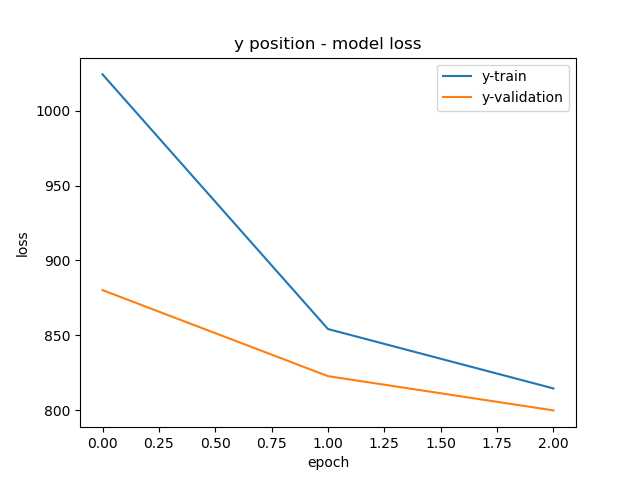 y position - model loss
y-train
y-validation
1000
950
900
850
800
loss
0.00 0.25 0.50 0.75 1.00 1.25 1.50 1.75 2.00
epoch